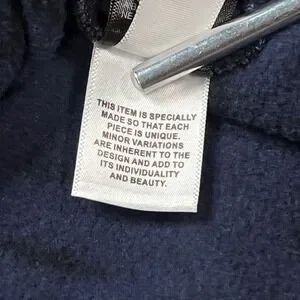 NE
THIS ITEM IS SPECIALLY
MADE SO THAT EACH
PIECE IS UNIQUE.
MINOR VARIATIONS
ARE INHERENT TO THE
DESIGN AND ADD TO
ITS INDIVIDUALITY
AND BEAUTY.